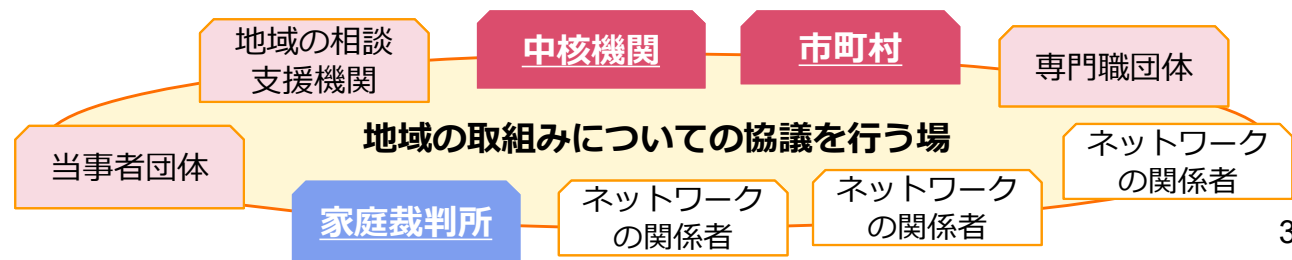 地域の相談
支援機関
中核機関
市町村
専門職団体
地域の取組みについての協議を行う場
当事者団体
ネットワーク
の関係者
家庭裁判所
ネットワーク
の関係者
ネットワーク
の関係者
3